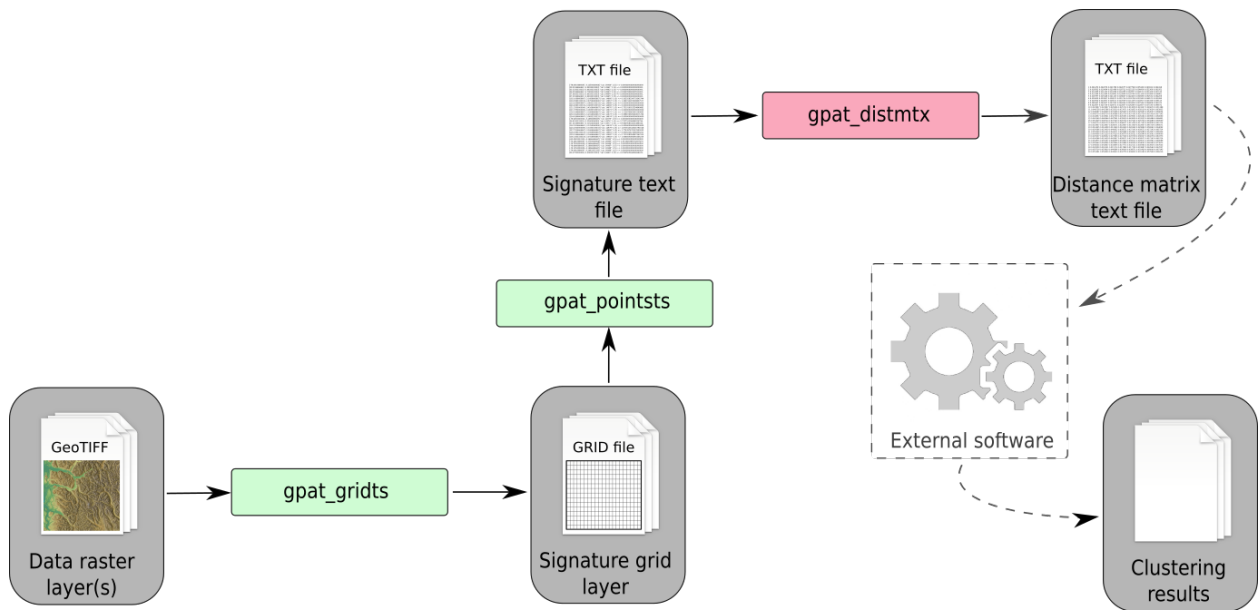 TXT file
Signature text
file
gpat_distmtx
TXT file
Distance matrix
text file
gpat_pointsts
External software
GeoTIFF
Data raster
layer(s)
gpat_gridts
GRID file
Signature grid
layer
Clustering
results